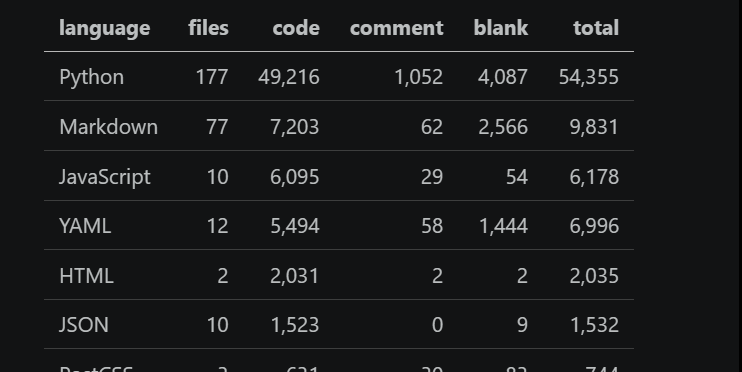 language files code comment blank total
Python 177 49,216 1,052 4,087 54,355
Markdown 77 7,203 62 2,566 9,831
JavaScript 10 6,095 29 54 6,178
YAML 12 5,494 58 1,444 6,996
HTML 2 2,031 2 2 2,035
JSON 10 1,523 0 9 1,532